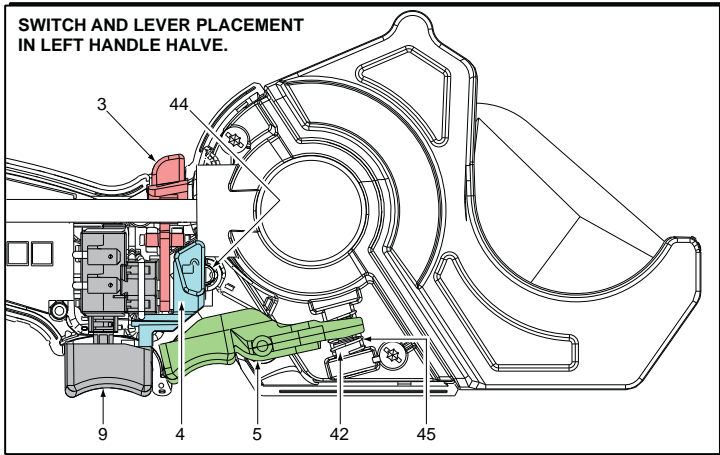 SWITCH AND LEVER PLACEMENT
IN LEFT HANDLE HALVE.
3 44
9 4 5 42 45